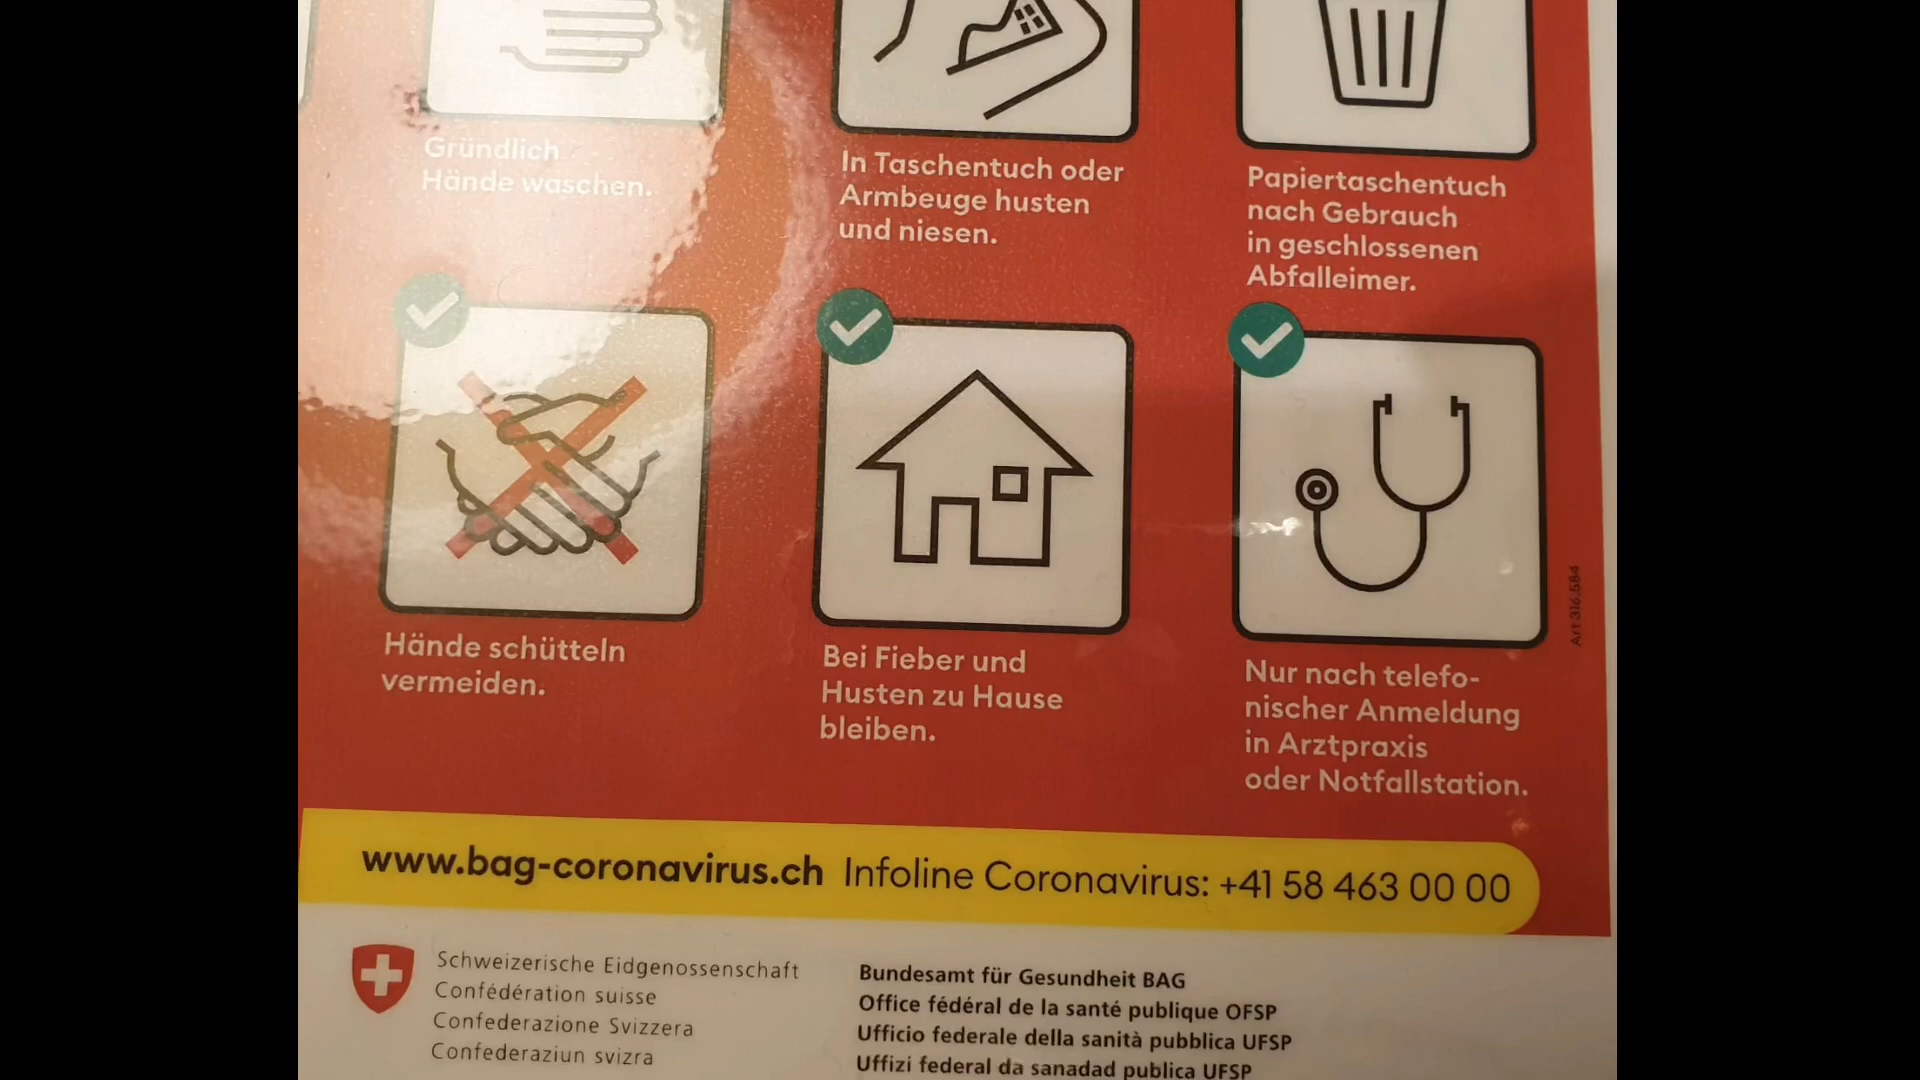 Gründlich
Hände waschen.
In Taschentuch oder
Armbeuge husten
und niesen.
Papiertaschentuch
nach Gebrauch
in geschlossenen
Abfalleimer.
Hände schütteln
vermeiden.
Bei Fieber und
Husten zu Hause
bleiben.
Nur nach telefo-
nischer Anmeldung
in Arztpraxis
oder Notfallstation.
Art 316.584
www.bag-coronavirus.ch Infoline Coronavirus: +41 58 463 00 00
Schweizerische Eidgenossenschaft
Confédération suisse
Confederazione Svizzera
Confederaziun svizra
Bundesamt für Gesundheit BAG
Office fédéral de la santé publique OFSP
Ufficio federale della sanità pubblica UFSP
Uffizi federal da sanadad publica UFSP